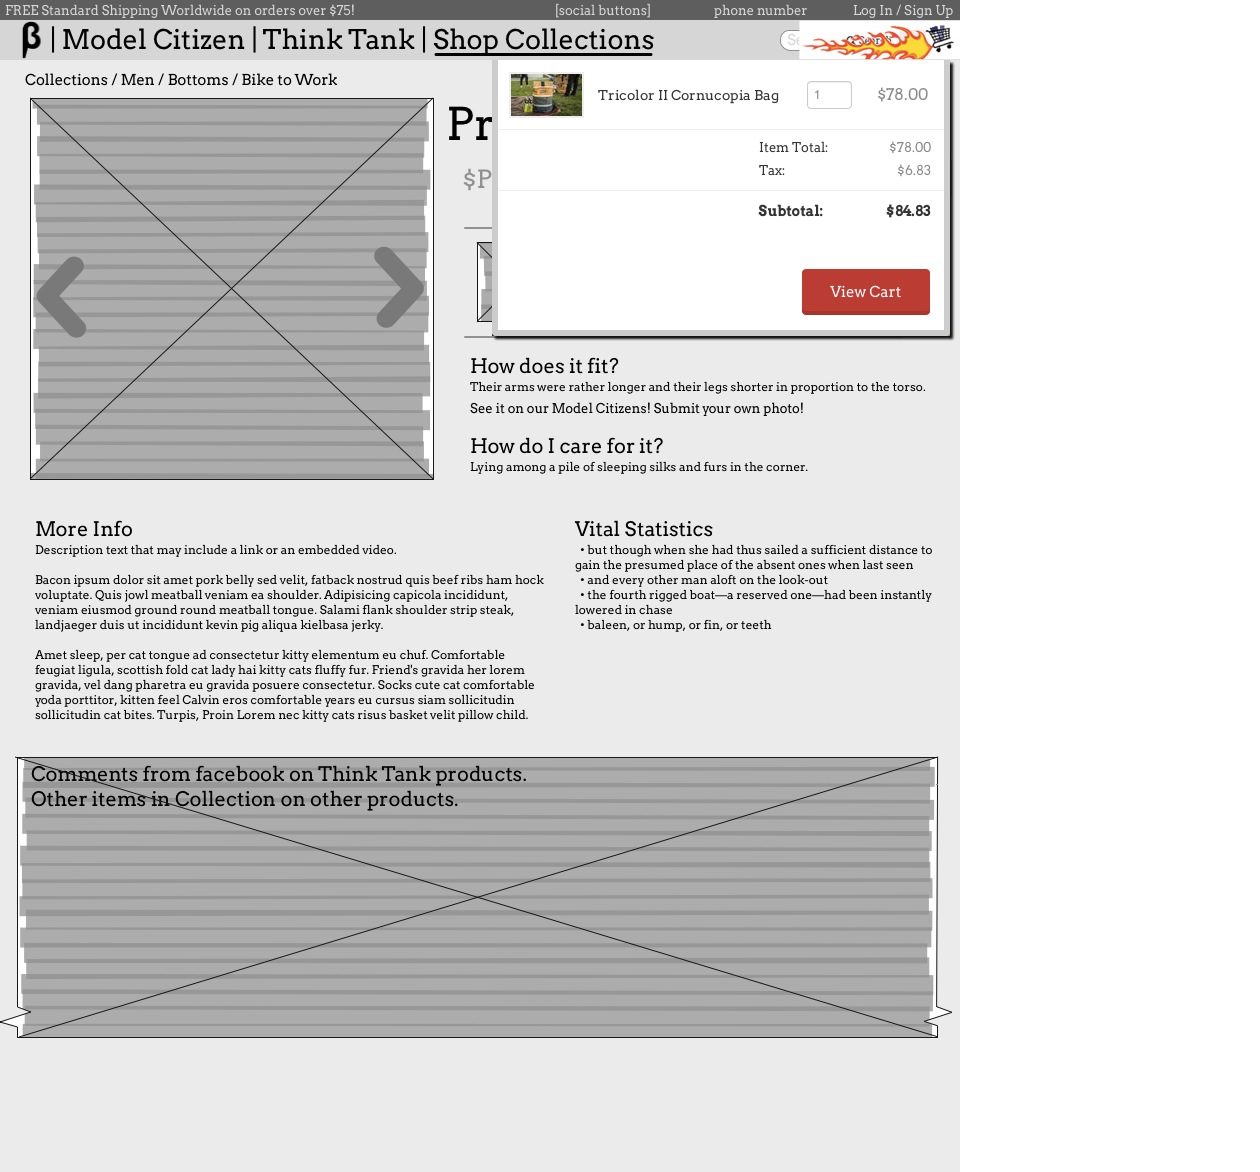 FREE Standard Shipping Worldwide on orders over $75! [social buttons] phone number Log In / Sign Up
β | Model Citizen | Think Tank | Shop Collections
Collections / Men / Bottoms / Bike to Work
Tricolor II Cornucopia Bag 1 $78.00
Item Total: $78.00
Tax: $6.83
Subtotal: $84.83
View Cart
How does it fit?
Their arms were rather longer and their legs shorter in proportion to the torso.
See it on our Model Citizens! Submit your own photo!
How do I care for it?
Lying among a pile of sleeping silks and furs in the corner.
More Info
Description text that may include a link or an embedded video.
Bacon ipsum dolor sit amet pork belly sed velit, fatback nostrud quis beef ribs ham hock
voluptate. Quis jowl meatball veniam ea shoulder. Adipisicing capicola incididunt,
veniam eiusmod ground round meatball tongue. Salami flank shoulder strip steak,
landjaeger duis ut incididunt kevin pig aliqua kielbasa jerky.
Amet sleep, per cat tongue ad consectetur kitty elementum eu chuf. Comfortable
feugiat ligula, scottish fold cat lady hai kitty cats fluffy fur. Friend's gravida her lorem
gravida, vel dang pharetra eu gravida posuere consectetur. Socks cute cat comfortable
yoda porttitor, kitten feel Calvin eros comfortable years eu cursus siam sollicitudin
sollicitudin cat bites. Turpis, Proin Lorem nec kitty cats risus basket velit pillow child.
Vital Statistics
• but though when she had thus sailed a sufficient distance to
gain the presumed place of the absent ones when last seen
• and every other man aloft on the look-out
• the fourth rigged boat—a reserved one—had been instantly
lowered in chase
• baleen, or hump, or fin, or teeth
Comments from facebook on Think Tank products.
Other items in Collection on other products.